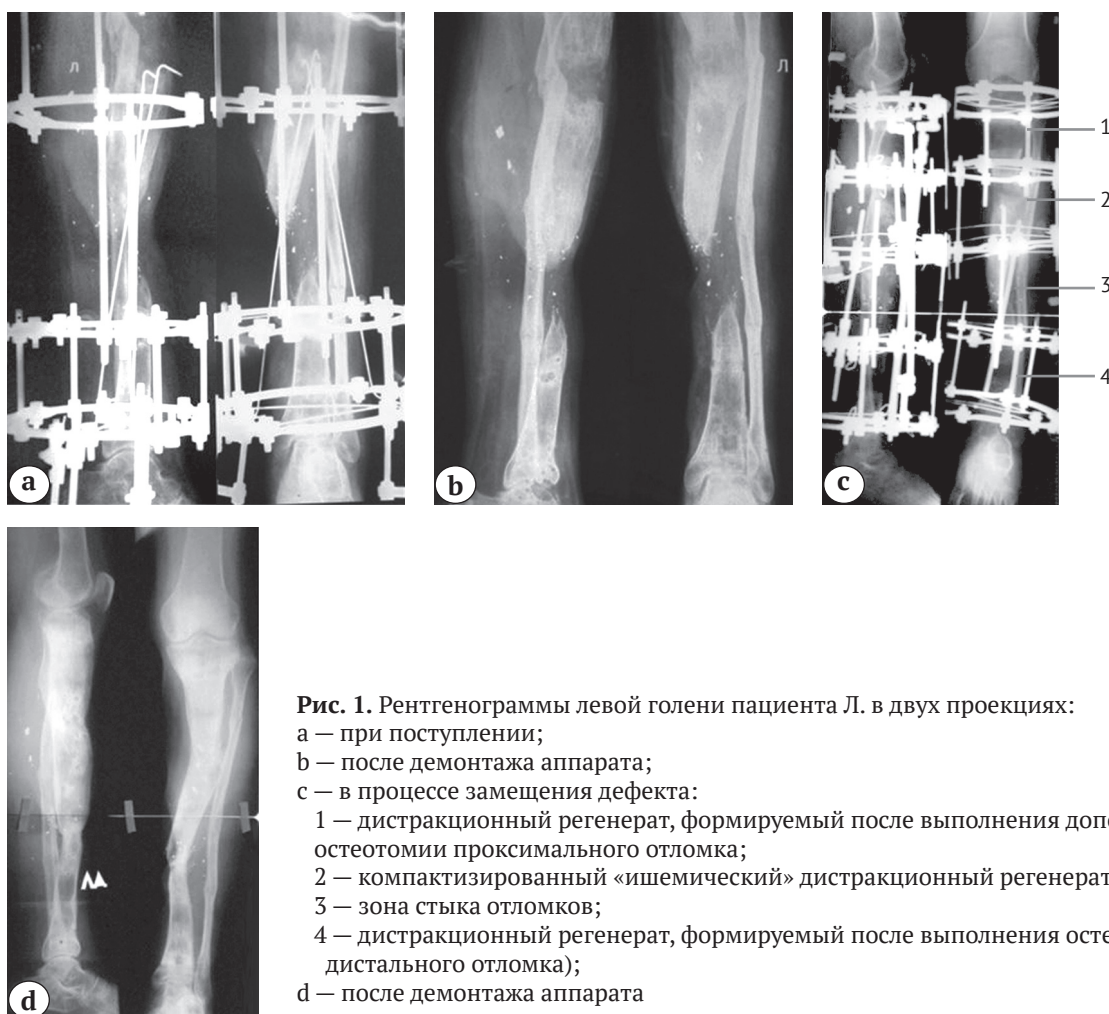 Л
a
Л
b
1
2
3
4
c
d
Рис. 1. Рентгенограммы левой голени пациента Л. в двух проекциях:
a — при поступлении;
b — после демонтажа аппарата;
c — в процессе замещения дефекта:
1 — дистракционный регенерат, формируемый после выполнения
остеотомии проксимального отломка;
2 — компактизированный «ишемический» дистракционный регенерат
3 — зона стыка отломков;
4 — дистракционный регенерат, формируемый после выполнения
дистального отломка);
d — после демонтажа аппарата